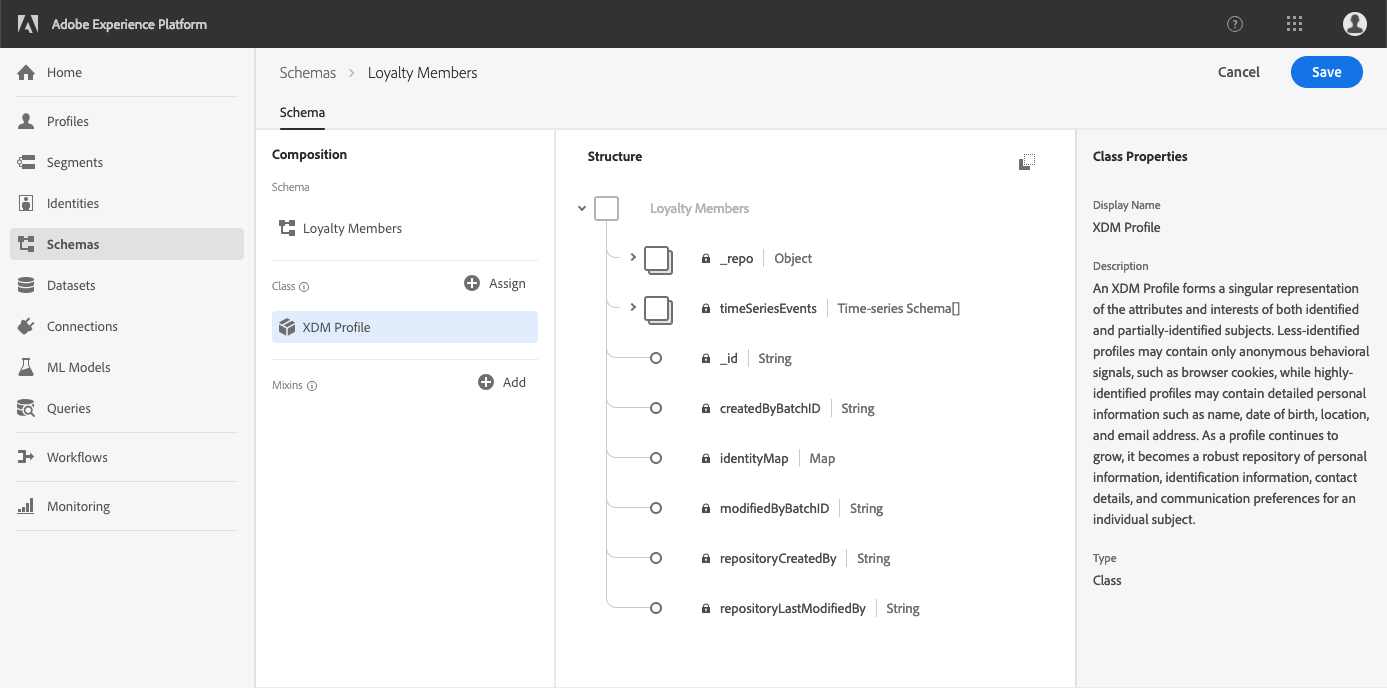 Adobe Experience Platform
Home
Profiles
Segments
Identities
Schemas
Datasets
Connections
ML Models
Queries
Workflows
Monitoring
Schemas > Loyalty Members
Cancel
Save
Schema
Composition
Schema
Loyalty Members
Class
Assign
XDM Profile
Mixins
Add
Structure
Loyalty Members
_repo | Object
timeSeriesEvents | Time-series Schema[]
_id | String
createdByBatchID | String
identityMap | Map
modifiedByBatchID | String
repositoryCreatedBy | String
repositoryLastModifiedBy | String
Class Properties
Display Name
XDM Profile
Description
An XDM Profile forms a singular representation
of the attributes and interests of both identified
and partially-identified subjects. Less-identified
profiles may contain only anonymous behavioral
signals, such as browser cookies, while highly-
identified profiles may contain detailed personal
information such as name, date of birth, location,
and email address. As a profile continues to
grow, it becomes a robust repository of personal
information, identification information, contact
details, and communication preferences for an
individual subject.
Type
Class